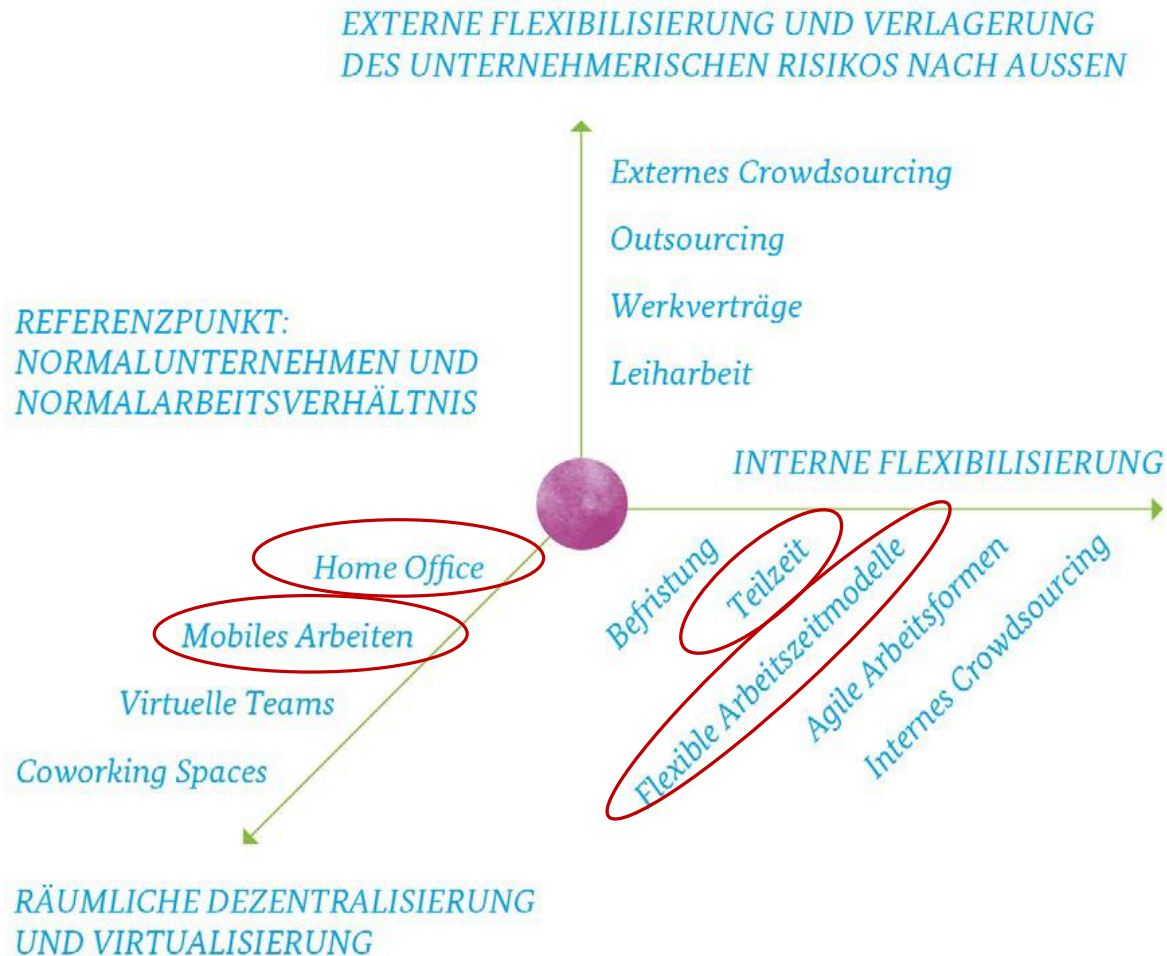 EXTERNE FLEXIBILISIERUNG UND VERLAGERUNG
DES UNTERNEHMERISCHEN RISIKOS NACH AUSSEN
Externes Crowdsourcing
Outsourcing
Werkverträge
Leiharbeit
REFERENZPUNKT:
NORMALUNTERNEHMEN UND
NORMALARBEITSVERHÄLTNIS
INTERNE FLEXIBILISIERUNG
Befristung
Teilzeit
Flexible Arbeitszeitmodelle
Agile Arbeitsformen
Internes Crowdsourcing
Home Office
Mobiles Arbeiten
Virtuelle Teams
Coworking Spaces
RÄUMLICHE DEZENTRALISIERUNG
UND VIRTUALISIERUNG